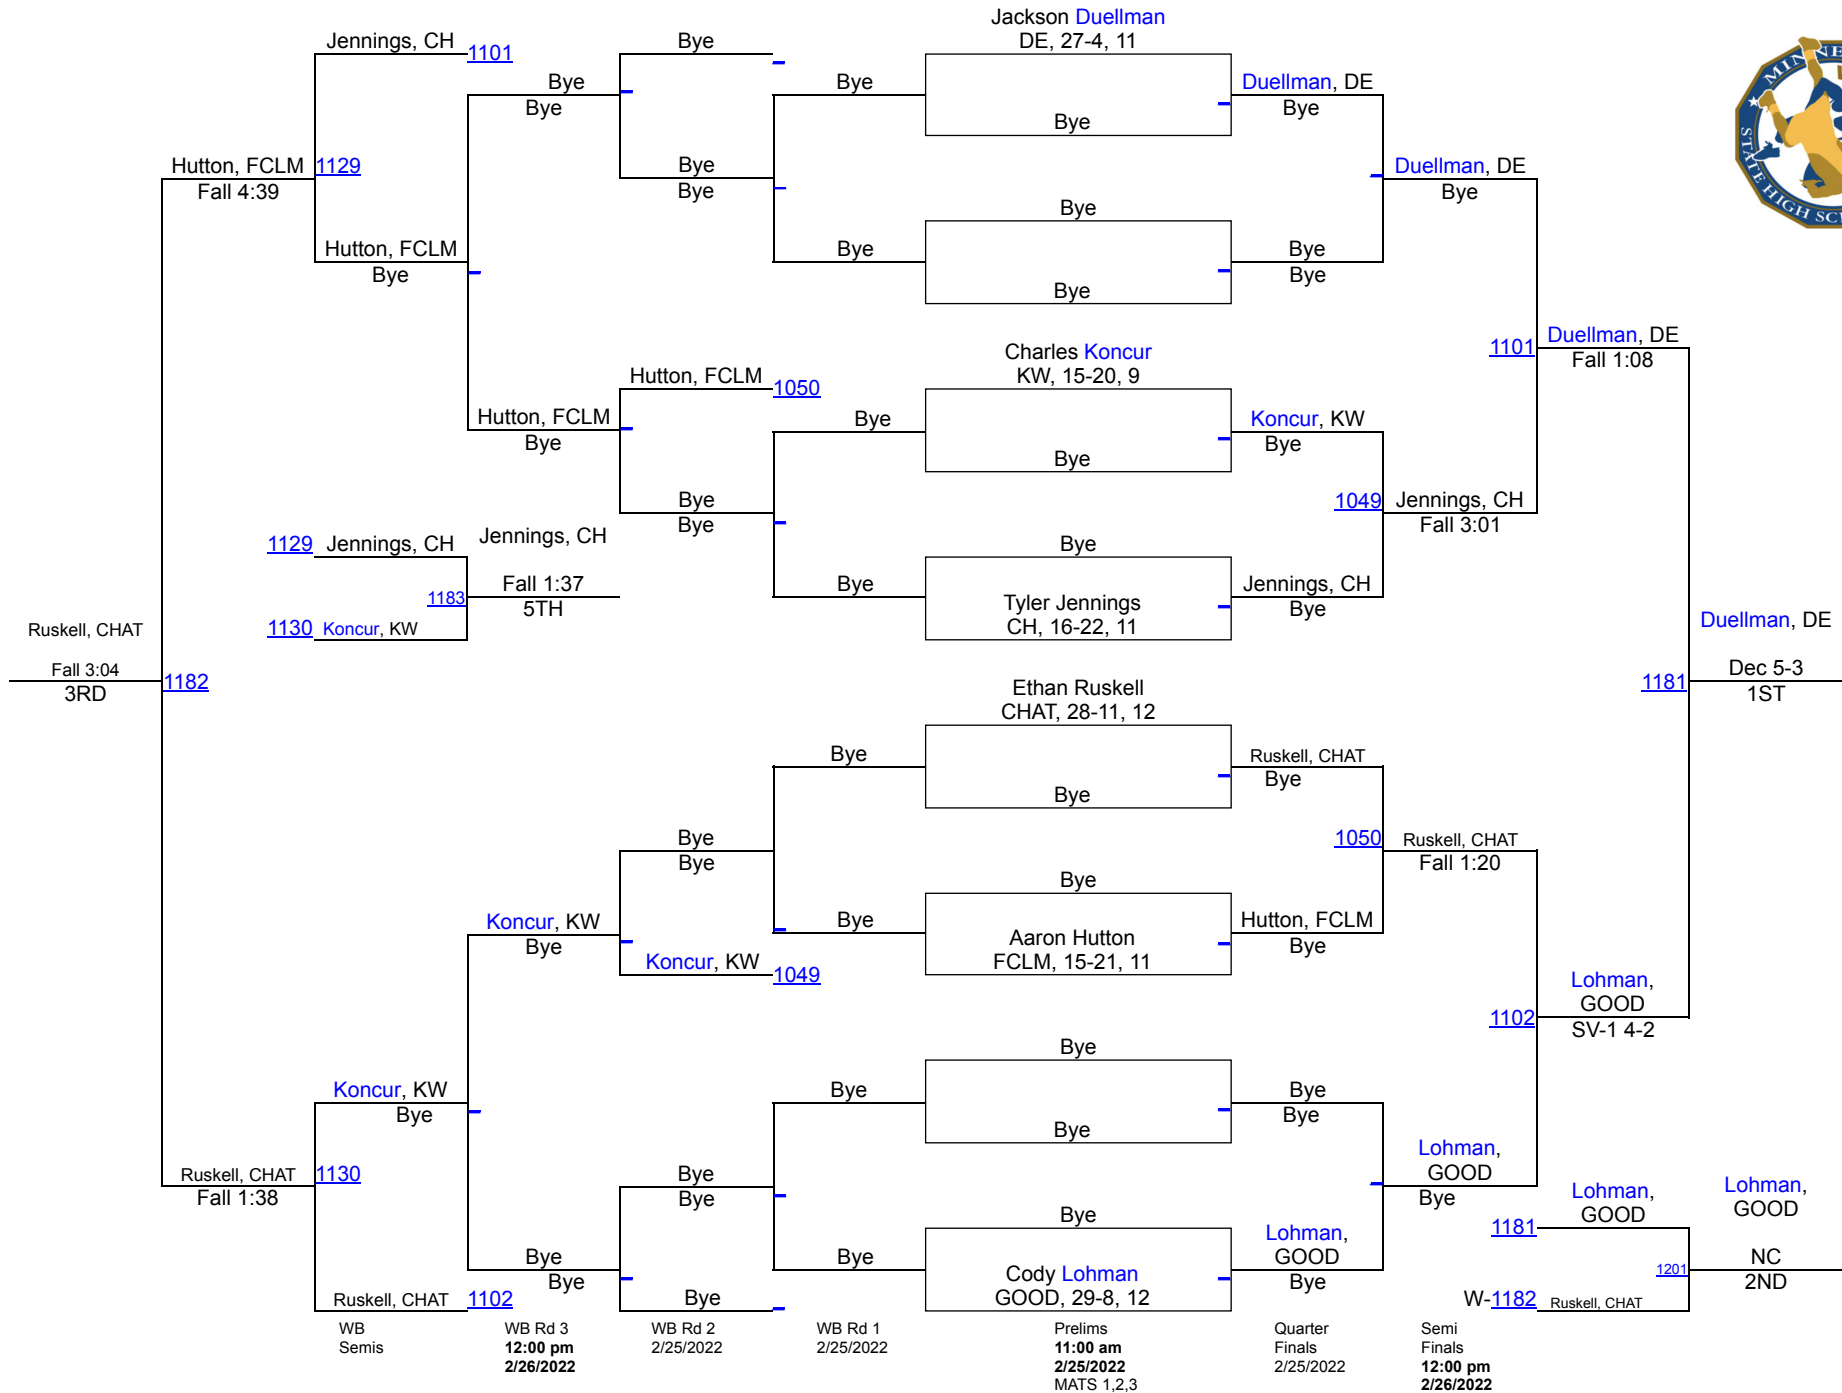 Jackson Duellman
DE, 27-4, 11
Jennings, CH
1101
Bye
Bye
Bye
Bye
Duellman, DE
Bye
Bye
MINNE
STATE HIGH SCH
Hutton, FCLM
1129
Fall 4:39
Bye
Bye
Duellman, DE
Bye
Hutton, FCLM
Bye
Bye
Bye
Bye
Bye
Bye
Charles Koncur
KW, 15-20, 9
1101
Duellman, DE
Fall 1:08
Hutton, FCLM
1050
Hutton, FCLM
Bye
Bye
Bye
Koncur, KW
Bye
Bye
Bye
1049
Jennings, CH
Fall 3:01
1129
Jennings, CH
Jennings, CH
Fall 1:37
5TH
1183
1130
Koncur, KW
Bye
Bye
Tyler Jennings
CH, 16-22, 11
Jennings, CH
Bye
Ruskell, CHAT
Fall 3:04
3RD
1182
Duellman, DE
1181
Dec 5-3
1ST
Ethan Ruskell
CHAT, 28-11, 12
Bye
Bye
Ruskell, CHAT
Bye
Bye
Bye
1050
Ruskell, CHAT
Fall 1:20
Bye
Bye
Aaron Hutton
FCLM, 15-21, 11
Hutton, FCLM
Bye
Koncur, KW
Bye
Koncur, KW
1049
1102
Lohman,
GOOD
SV-1 4-2
Bye
Koncur, KW
Bye
Bye
Bye
Bye
Bye
Ruskell, CHAT
1130
Fall 1:38
Bye
Bye
Lohman,
GOOD
Bye
Bye
Bye
Bye
Bye
Cody Lohman
GOOD, 29-8, 12
Lohman,
GOOD
Bye
Lohman,
GOOD
1181
Lohman,
GOOD
1201
NC
2ND
Ruskell, CHAT
1102
Bye
W-1182
Ruskell, CHAT
WB
Semis
WB Rd 3
12:00 pm
2/26/2022
WB Rd 2
2/25/2022
WB Rd 1
2/25/2022
Prelims
11:00 am
2/25/2022
MATS 1,2,3
Quarter
Finals
2/25/2022
Semi
Finals
12:00 pm
2/26/2022